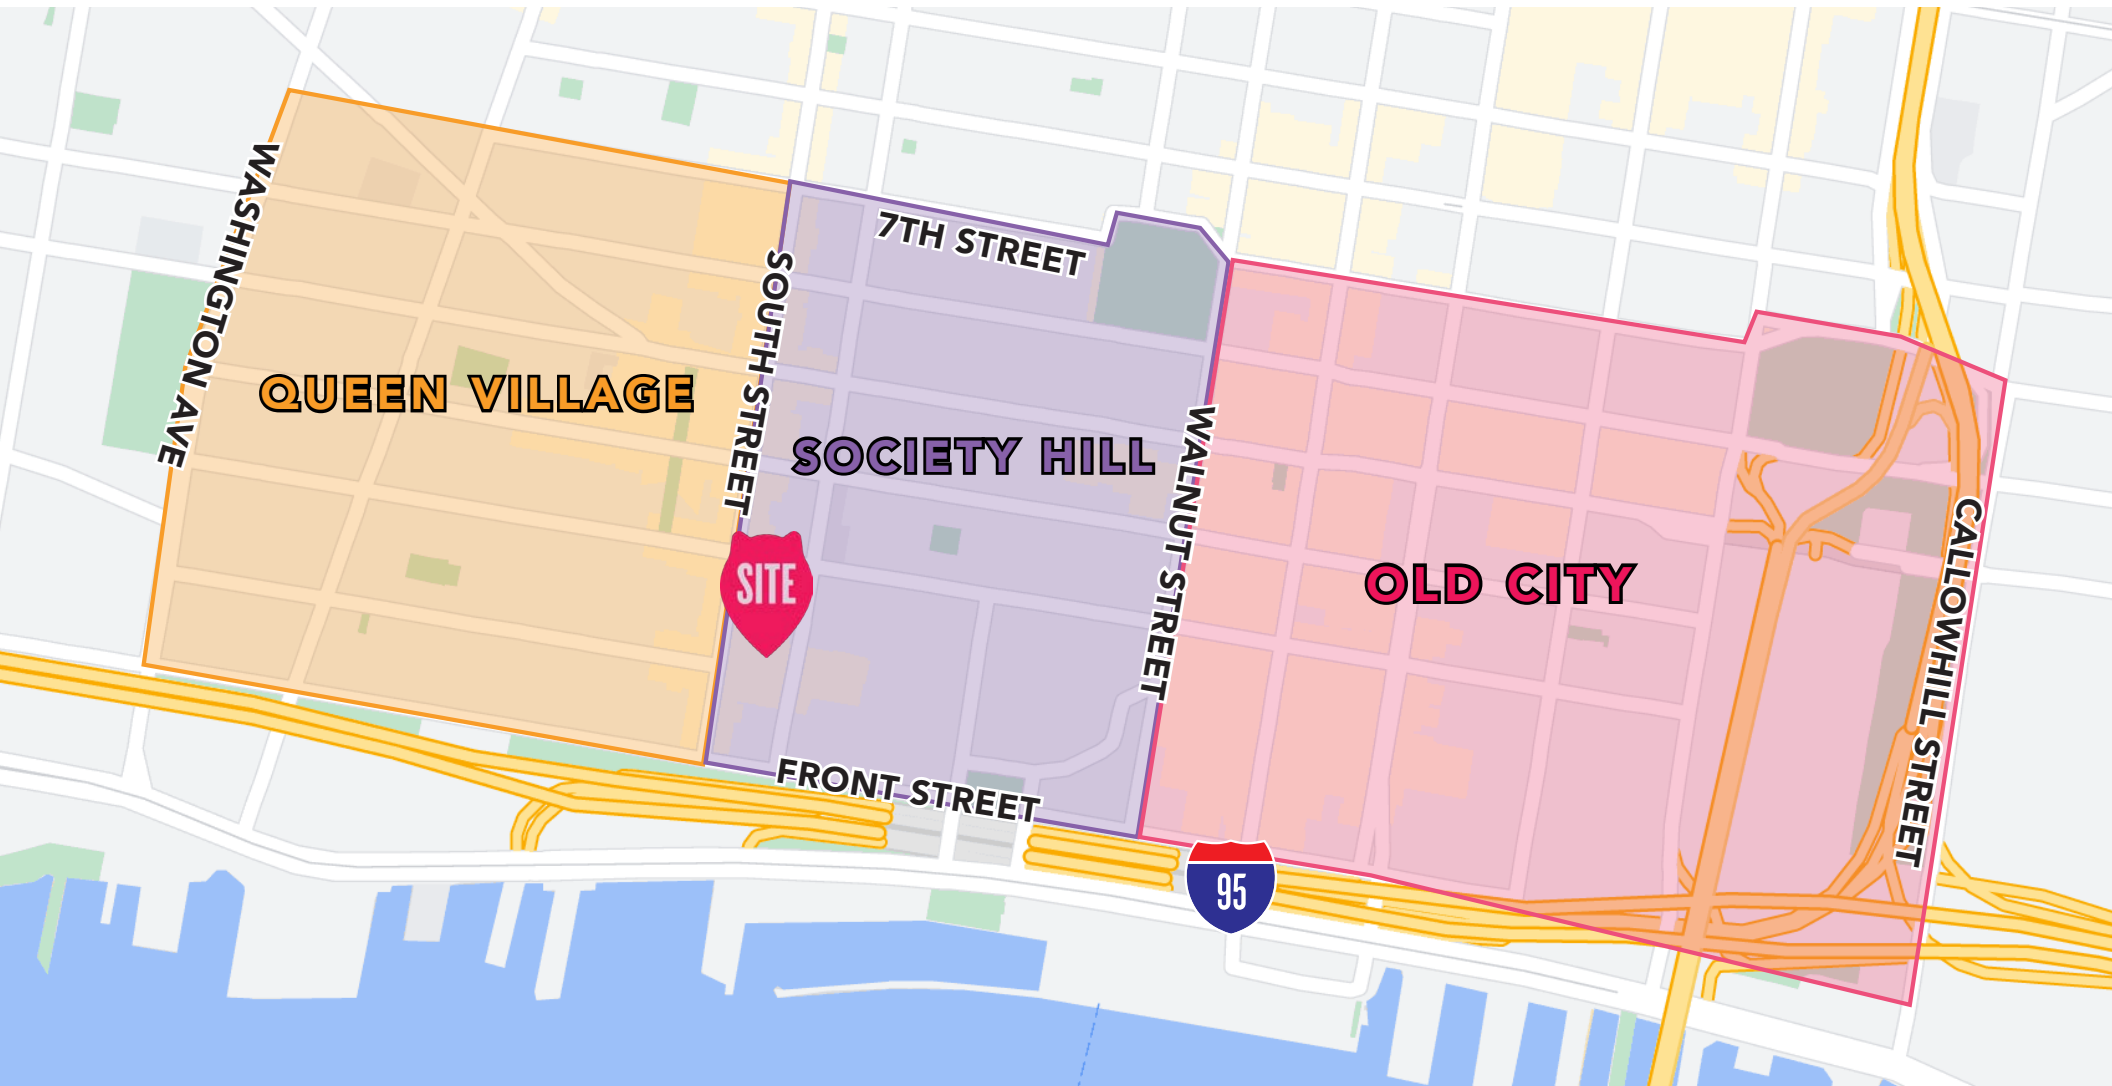 WASHINGTON AVE
7TH STREET
SOUTH STREET
QUEEN VILLAGE
SOCIETY HILL
WALNUT STREET
SITE
OLD CITY
CALLOWHILL STREET
FRONT STREET
95